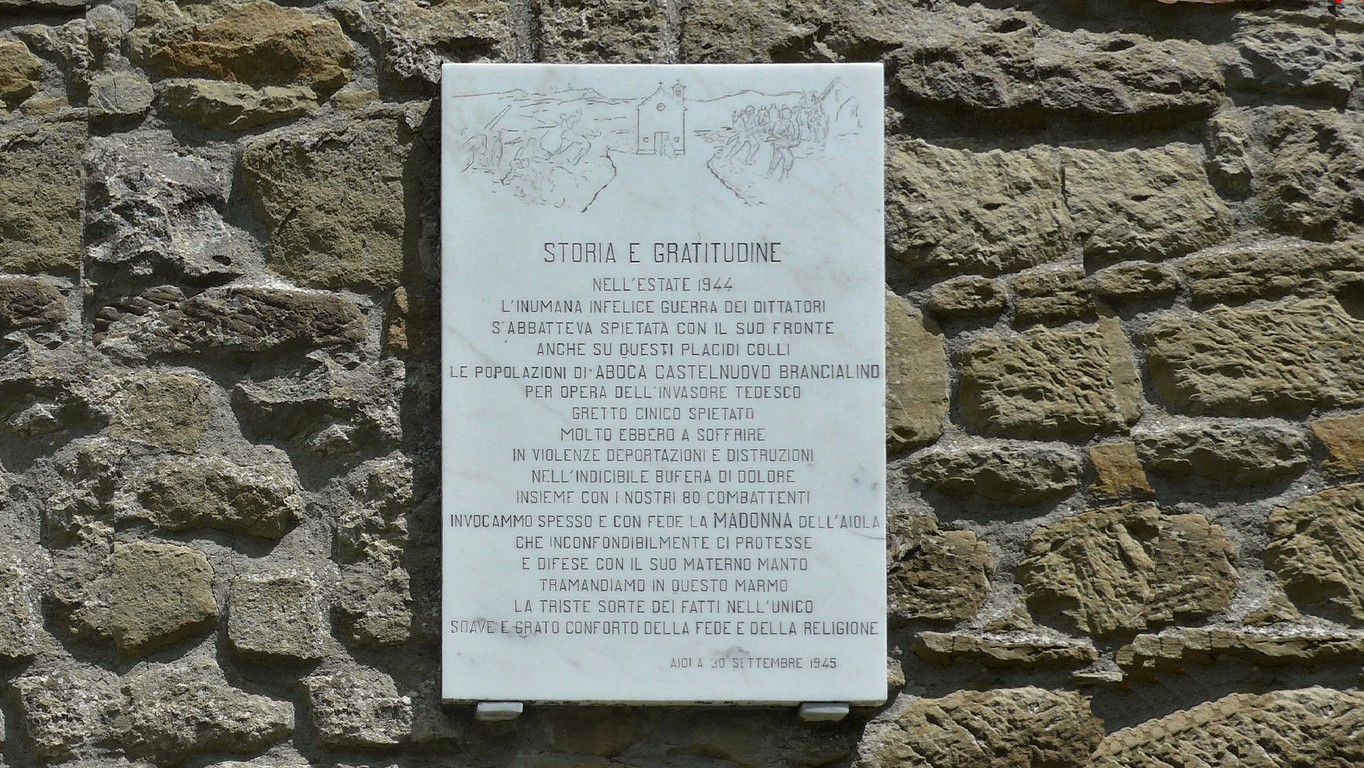 STORIA E GRATITUDINE
NELL'ESTATE 1944
L'INUMANA INFELICE GUERRA DEI DITTATORI
S'ABBATTEVA SPIETATA CON IL SUO FRONTE
ANCHE SU QUESTI PLACIDI COLLI
LE POPOLAZIONI DI ABOCA CASTELNUOVO BRANCIALINO
PER OPERA DELL'INVASORE TEDESCO
GRETTO CINICO SPIETATO
MOLTO EBBERO A SOFFRIRE
IN VIOLENZE DEPORTAZIONI E DISTRUZIONI
NELL'INDICIBILE BUFERA DI DOLORE
INSIEME CON I NOSTRI 80 COMBATTENTI
INVOCAMMO SPESSO E CON FEDE LA MADONNA DELL'AIOLA
CHE INCONFONDIBILMENTE CI PROTESSE
E DIFESE CON IL SUO MATERNO MANTO
TRAMANDIAMO IN QUESTO MARMO
LA TRISTE SORTE DEI FATTI NELL'UNICO
SOAVE E GRATO CONFORTO DELLA FEDE E DELLA RELIGIONE
AIOLA 30 SETTEMBRE 1945